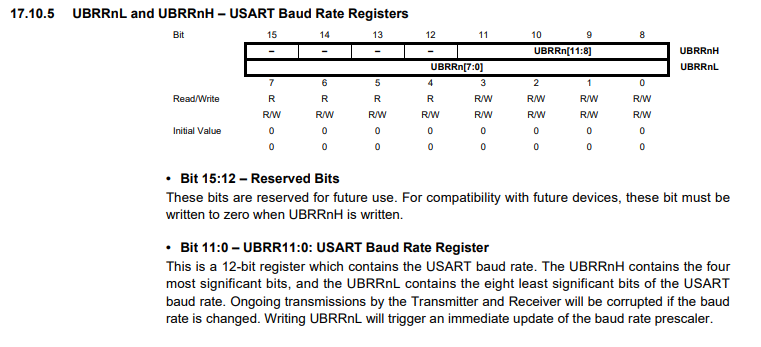 17.10.5 UBRRnL and UBRRnH – USART Baud Rate Registers
Bit 15 14 13 12 11 10 9 8
– – – – UBRRn[11:8] UBRRnH
UBRRn[7:0] UBRRnL
7 6 5 4 3 2 1 0
Read/Write R R R R R/W R/W R/W R/W
R/W R/W R/W R/W R/W R/W R/W R/W
Initial Value 0 0 0 0 0 0 0 0
0 0 0 0 0 0 0 0
• Bit 15:12 – Reserved Bits
These bits are reserved for future use. For compatibility with future devices, these bit must be
written to zero when UBRRnH is written.
• Bit 11:0 – UBRR11:0: USART Baud Rate Register
This is a 12-bit register which contains the USART baud rate. The UBRRnH contains the four
most significant bits, and the UBRRnL contains the eight least significant bits of the USART
baud rate. Ongoing transmissions by the Transmitter and Receiver will be corrupted if the baud
rate is changed. Writing UBRRnL will trigger an immediate update of the baud rate prescaler.